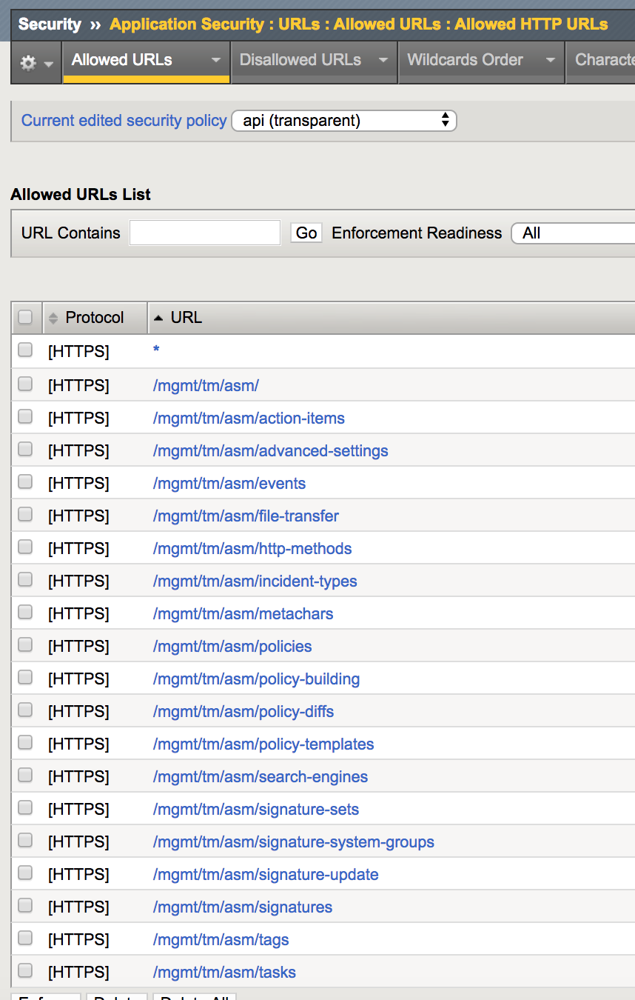 Security ›› Application Security : URLs : Allowed URLs : Allowed HTTP URLs
Allowed URLs Disallowed URLs Wildcards Order
Current edited security policy api (transparent)
Allowed URLs List
URL Contains Go Enforcement Readiness All
Protocol URL
[HTTPS] *
[HTTPS] /mgmt/tm/asm/
[HTTPS] /mgmt/tm/asm/action-items
[HTTPS] /mgmt/tm/asm/advanced-settings
[HTTPS] /mgmt/tm/asm/events
[HTTPS] /mgmt/tm/asm/file-transfer
[HTTPS] /mgmt/tm/asm/http-methods
[HTTPS] /mgmt/tm/asm/incident-types
[HTTPS] /mgmt/tm/asm/metachars
[HTTPS] /mgmt/tm/asm/policies
[HTTPS] /mgmt/tm/asm/policy-building
[HTTPS] /mgmt/tm/asm/policy-diffs
[HTTPS] /mgmt/tm/asm/policy-templates
[HTTPS] /mgmt/tm/asm/search-engines
[HTTPS] /mgmt/tm/asm/signature-sets
[HTTPS] /mgmt/tm/asm/signature-system-groups
[HTTPS] /mgmt/tm/asm/signature-update
[HTTPS] /mgmt/tm/asm/signatures
[HTTPS] /mgmt/tm/asm/tags
[HTTPS] /mgmt/tm/asm/tasks
Delete Delete All